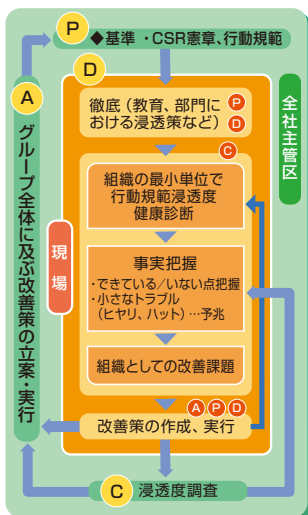 P
◆基準 ・CSR憲章、行動規範
D
A
徹底(教育、部門に
おける浸透策など)
P
D
C
全社主管区
組織の最小単位で
行動規範浸透度
健康診断
グループ全体に及ぶ改善策の立案・実行
現場
事実把握
・できている/いない点把握
・小さなトラブル
(ヒヤリ、ハット)…予兆
組織としての改善課題
A P D
改善策の作成、実行
C 浸透度調査